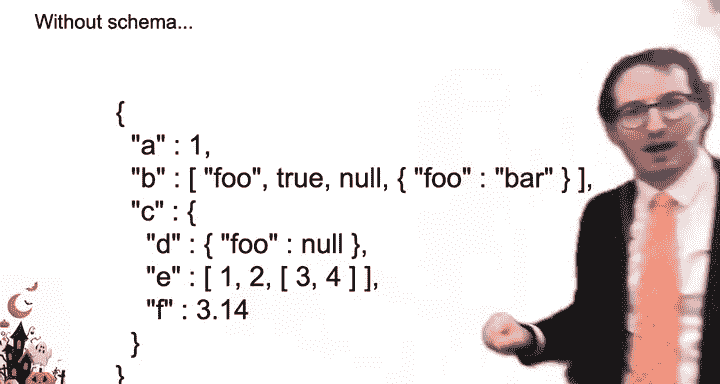 Without schema...
{
"a" : 1,
"b" : [ "foo", true, null, { "foo" : "bar" } ],
"c" : {
"d" : { "foo" : null },
"e" : [ 1, 2, [ 3, 4 ] ],
"f" : 3.14
}
}